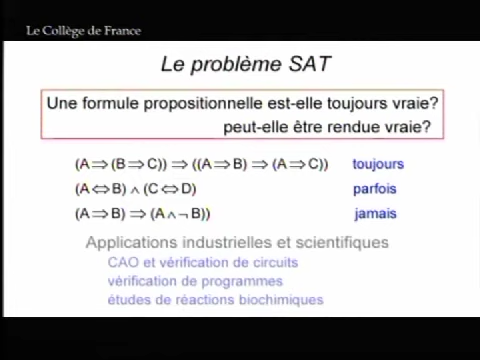 Le Collège de France
Le problème SAT
Une formule propositionnelle est-elle toujours vraie?
peut-elle être rendue vraie?
(A ⇒ (B ⇒ C)) ⇒ ((A ⇒ B) ⇒ (A ⇒ C)) toujours
(A ⇔ B) ∧ (C ⇔ D) parfois
(A ⇒ B) ⇒ (A ∧ ¬ B)) jamais
Applications industrielles et scientifiques
CAO et vérification de circuits
vérification de programmes
études de réactions biochimiques